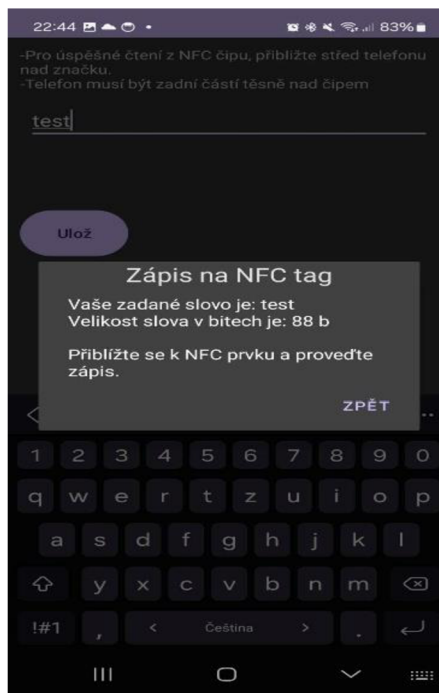 22:44 83%
-Pro úspěšné čtení z NFC čipu, přibližte střed telefonu
nad značku.
-Telefon musí být zadní částí těsně nad čipem
test
Ulož
Zápis na NFC tag
Vaše zadané slovo je: test
Velikost slova v bitech je: 88 b
Přiblížte se k NFC prvku a proveďte
zápis.
ZPĚT
1 2 3 4 5 6 7 8 9 0
q w e r t z u i o p
a s d f g h j k l
y x c v b n m
!#1 , < Čeština > .